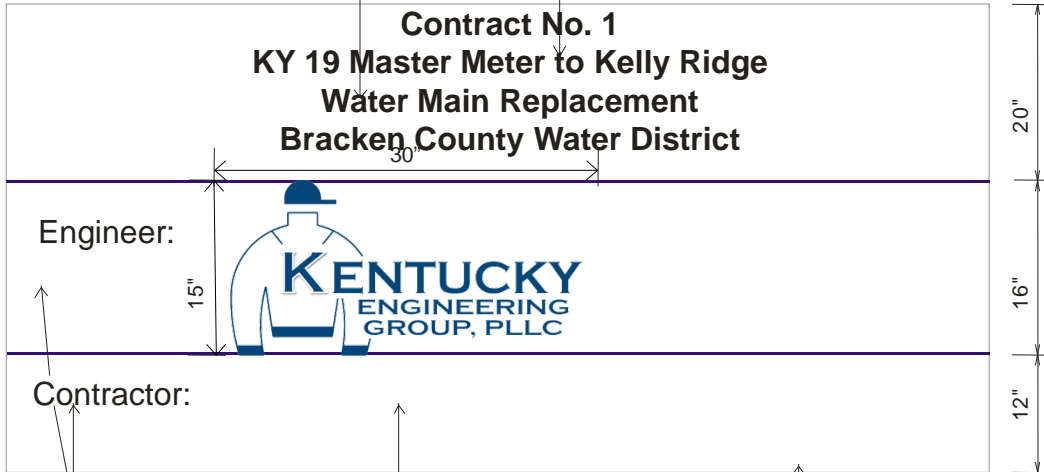 Contract No. 1
KY 19 Master Meter to Kelly Ridge
Water Main Replacement
Bracken County Water District
20"
30"
Engineer:
15"
KENTUCKY
ENGINEERING
GROUP, PLLC
16"
Contractor:
12"